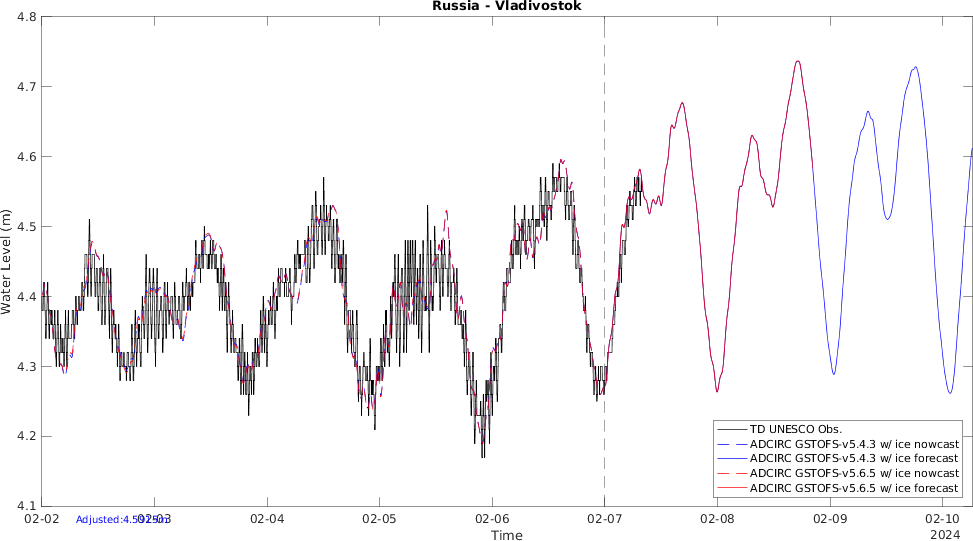 Russia - Vladivostok
4.8
4.7
4.6
4.5
4.4
4.3
4.2
4.1
Water Level (m)
TD UNESCO Obs.
ADCIRC GSTOFS-v5.4.3 w/ ice nowcast
ADCIRC GSTOFS-v5.4.3 w/ ice forecast
ADCIRC GSTOFS-v5.6.5 w/ ice nowcast
ADCIRC GSTOFS-v5.6.5 w/ ice forecast
02-02 02-03 02-04 02-05 02-06 02-07 02-08 02-09 02-10
2024
Time